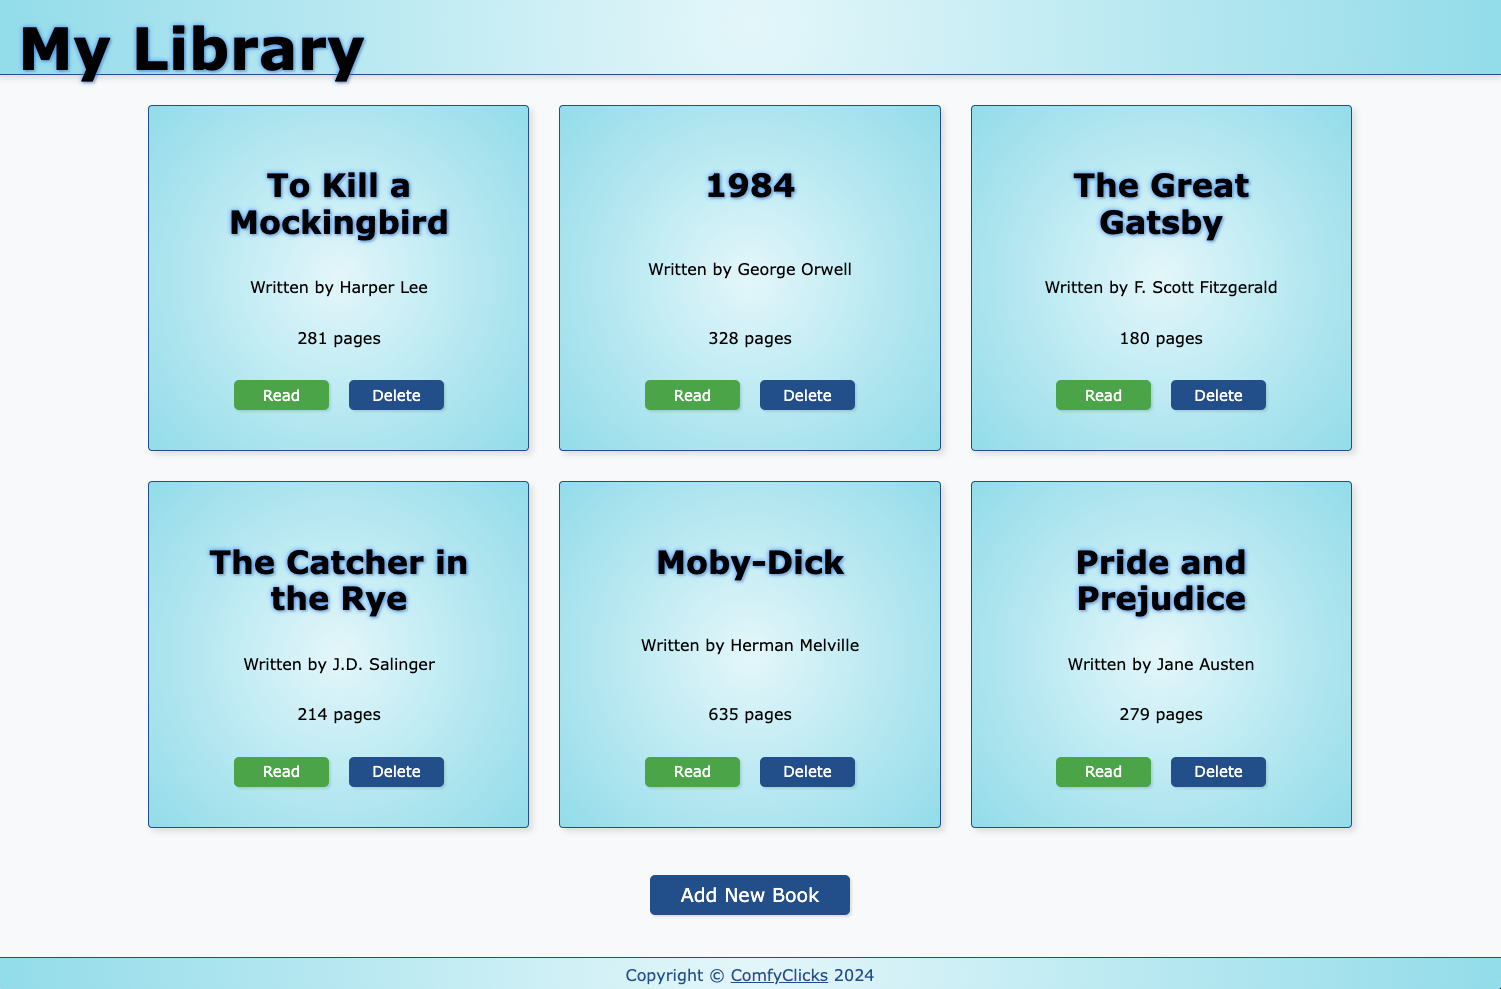 My Library
To Kill a
Mockingbird
Written by Harper Lee
281 pages
Read Delete
1984
Written by George Orwell
328 pages
Read Delete
The Great
Gatsby
Written by F. Scott Fitzgerald
180 pages
Read Delete
The Catcher in
the Rye
Written by J.D. Salinger
214 pages
Read Delete
Moby-Dick
Written by Herman Melville
635 pages
Read Delete
Pride and
Prejudice
Written by Jane Austen
279 pages
Read Delete
Add New Book
Copyright © ComfyClicks 2024